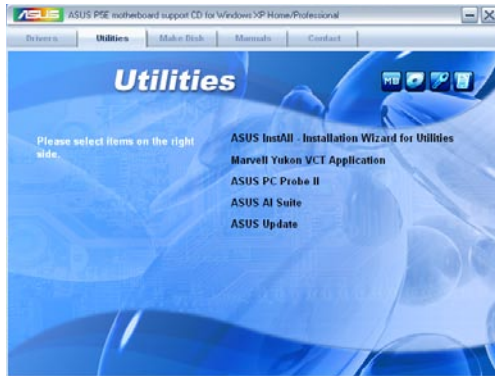 ASUS ASUS P5E motherboard support CD for Windows XP Home/Professional
Drivers Utilities Make Disk Manuals Contact
Utilities
MB
Please select items on the right
side.
ASUS InstAll - Installation Wizard for Utilities
Marvell Yukon VCT Application
ASUS PC Probe II
ASUS AI Suite
ASUS Update